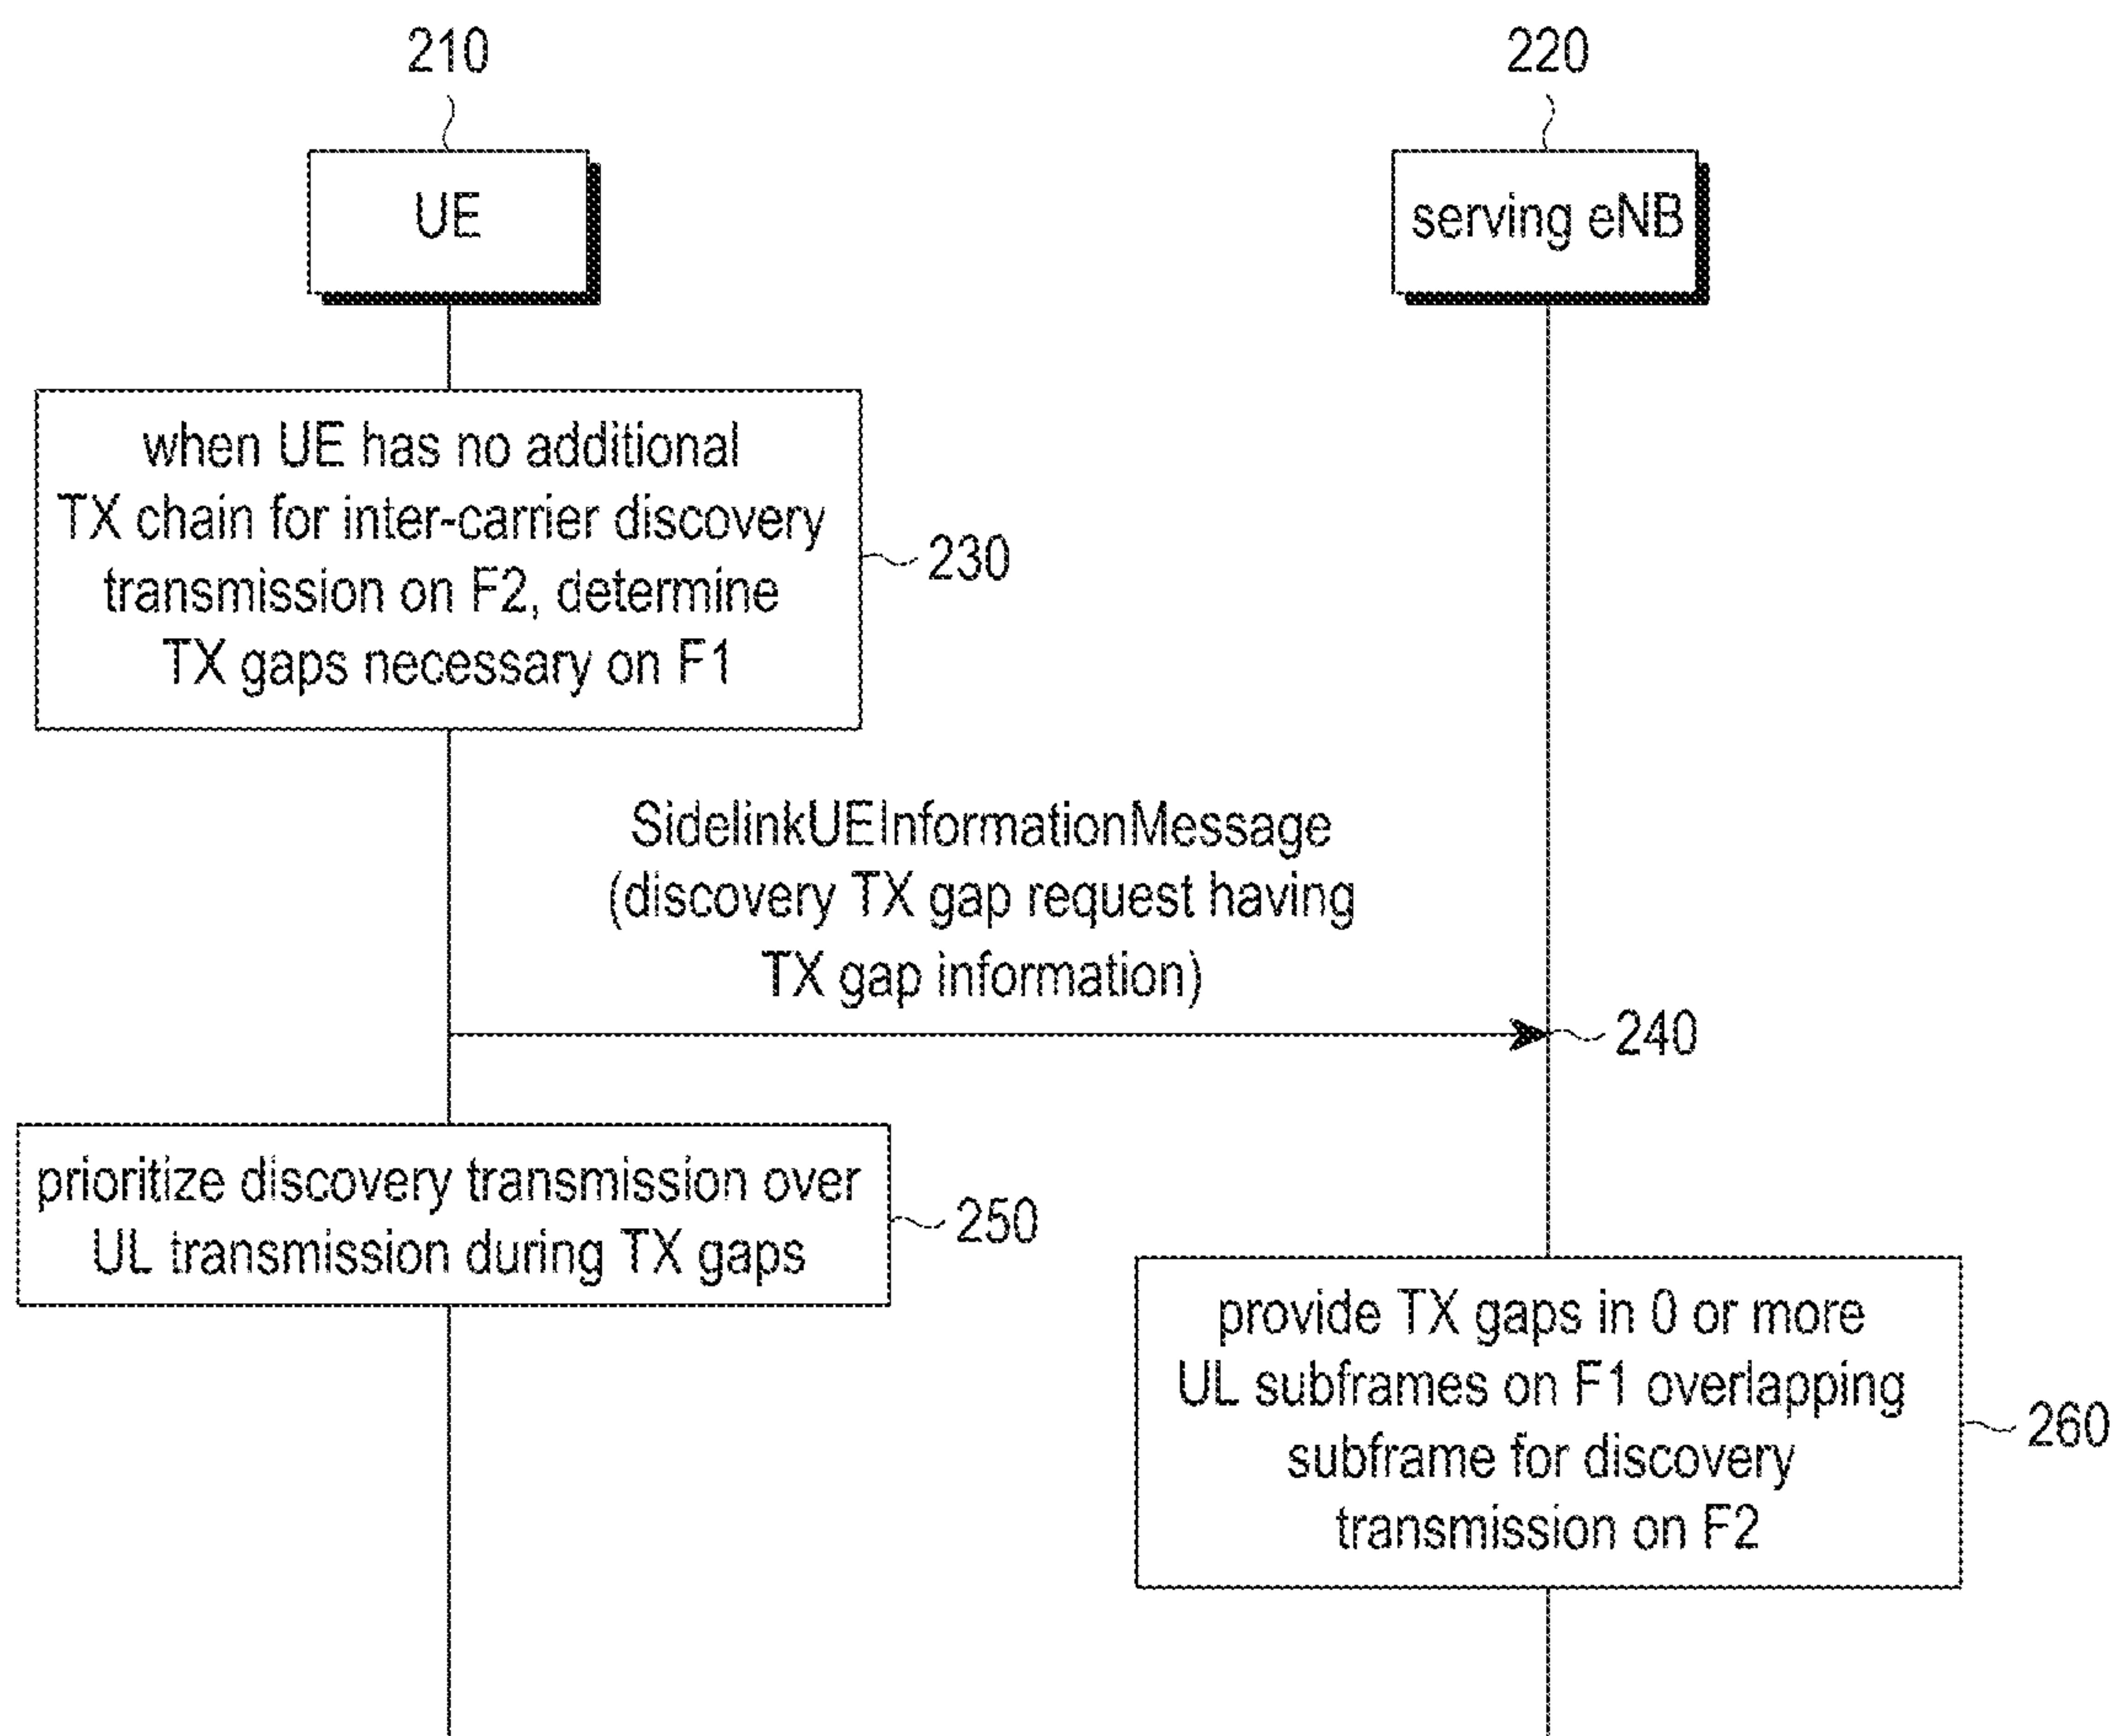 210
220
UE
serving eNB
when UE has no additional
TX chain for inter-carrier discovery
transmission on F2, determine
TX gaps necessary on F1
230
SidelinkUEInformationMessage
(discovery TX gap request having
TX gap information)
240
prioritize discovery transmission over
UL transmission during TX gaps
250
provide TX gaps in 0 or more
UL subframes on F1 overlapping
subframe for discovery
transmission on F2
260